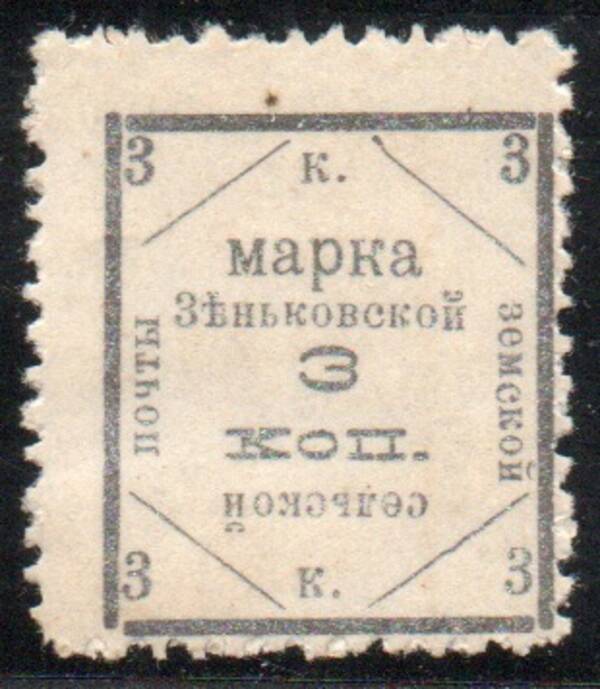 3 к. 3
марка
Зѣньковской
земской
3
коп.
сельской
почты
3 к. 3